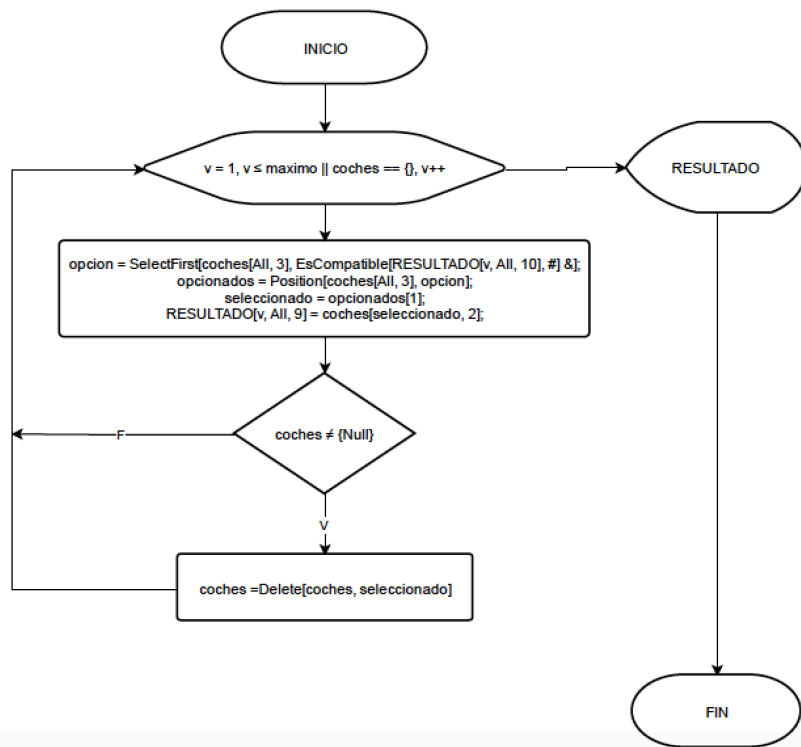 INICIO
v = 1, v ≤ maximo || coches == {}, v++
RESULTADO
opcion = SelectFirst[coches[All, 3], EsCompatible[RESULTADO[v, All, 10], #] &];
opcionados = Position[coches[All, 3], opcion];
seleccionado = opcionados[1];
RESULTADO[v, All, 9] = coches[seleccionado, 2];
coches ≠ {Null}
F
V
coches =Delete[coches, seleccionado]
FIN